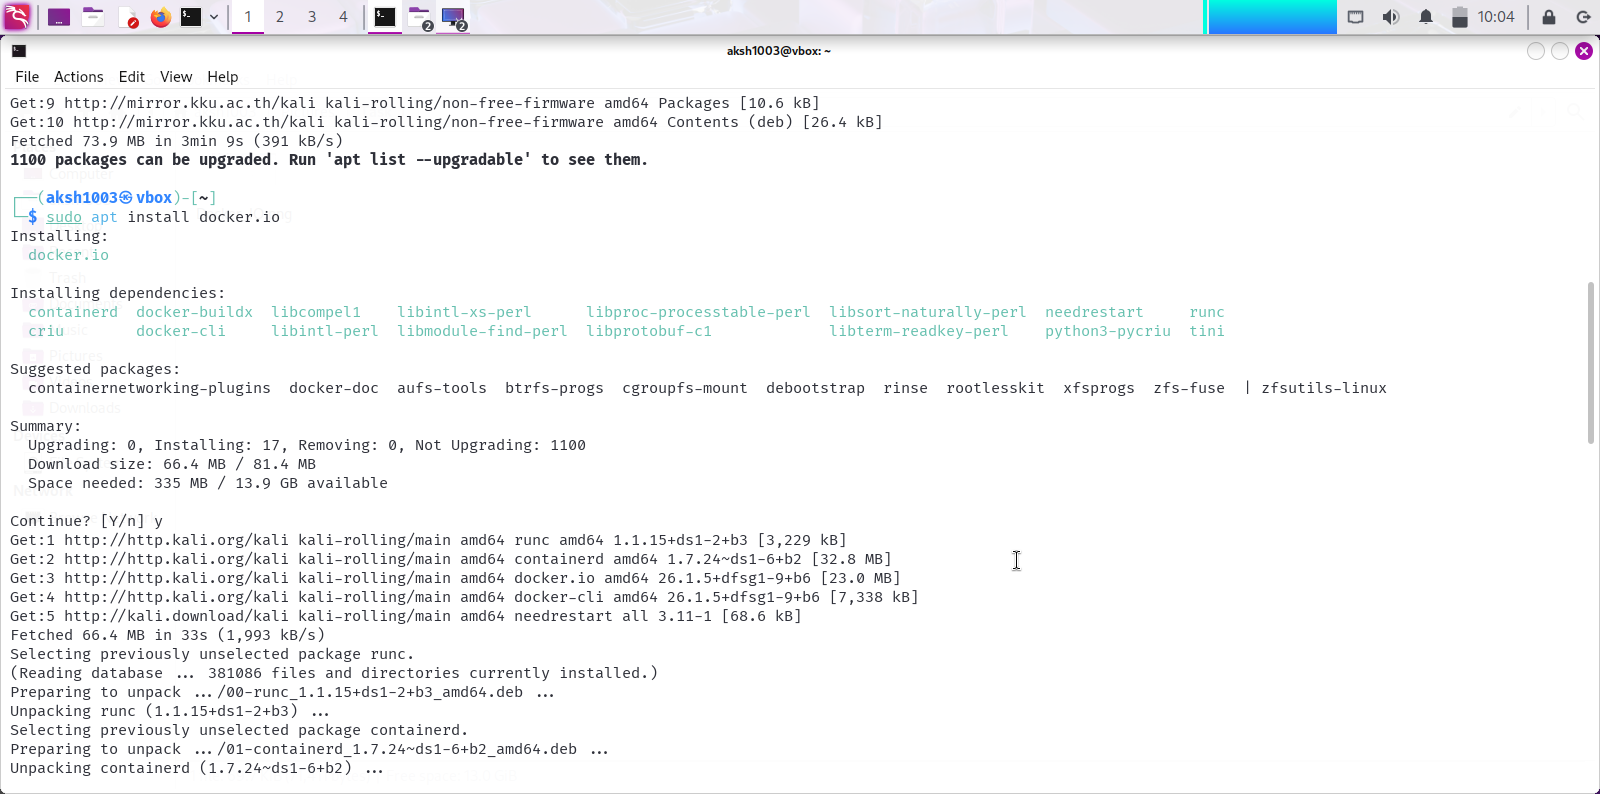 1 2 3 4 2 2 10:04
aksh1003@vbox: ~
File Actions Edit View Help
Get:9 http://mirror.kku.ac.th/kali kali-rolling/non-free-firmware amd64 Packages [10.6 kB]
Get:10 http://mirror.kku.ac.th/kali kali-rolling/non-free-firmware amd64 Contents (deb) [26.4 kB]
Fetched 73.9 MB in 3min 9s (391 kB/s)
1100 packages can be upgraded. Run 'apt list --upgradable' to see them.
┌──(aksh1003㉿vbox)-[~]
└─$ sudo apt install docker.io
Installing:
docker.io
Installing dependencies:
containerd docker-buildx libcompel1 libintl-xs-perl libproc-processtable-perl libsort-naturally-perl needrestart runc
criu docker-cli libintl-perl libmodule-find-perl libprotobuf-c1 libterm-readkey-perl python3-pycriu tini
Suggested packages:
containernetworking-plugins docker-doc aufs-tools btrfs-progs cgroupfs-mount debootstrap rinse rootlesskit xfsprogs zfs-fuse | zfsutils-linux
Summary:
Upgrading: 0, Installing: 17, Removing: 0, Not Upgrading: 1100
Download size: 66.4 MB / 81.4 MB
Space needed: 335 MB / 13.9 GB available
Continue? [Y/n] y
Get:1 http://http.kali.org/kali kali-rolling/main amd64 runc amd64 1.1.15+ds1-2+b3 [3,229 kB]
Get:2 http://http.kali.org/kali kali-rolling/main amd64 containerd amd64 1.7.24~ds1-6+b2 [32.8 MB]
Get:3 http://http.kali.org/kali kali-rolling/main amd64 docker.io amd64 26.1.5+dfsg1-9+b6 [23.0 MB]
Get:4 http://http.kali.org/kali kali-rolling/main amd64 docker-cli amd64 26.1.5+dfsg1-9+b6 [7,338 kB]
Get:5 http://kali.download/kali kali-rolling/main amd64 needrestart all 3.11-1 [68.6 kB]
Fetched 66.4 MB in 33s (1,993 kB/s)
Selecting previously unselected package runc.
(Reading database ... 381086 files and directories currently installed.)
Preparing to unpack .../00-runc_1.1.15+ds1-2+b3_amd64.deb ...
Unpacking runc (1.1.15+ds1-2+b3) ...
Selecting previously unselected package containerd.
Preparing to unpack .../01-containerd_1.7.24~ds1-6+b2_amd64.deb ...
Unpacking containerd (1.7.24~ds1-6+b2) ...